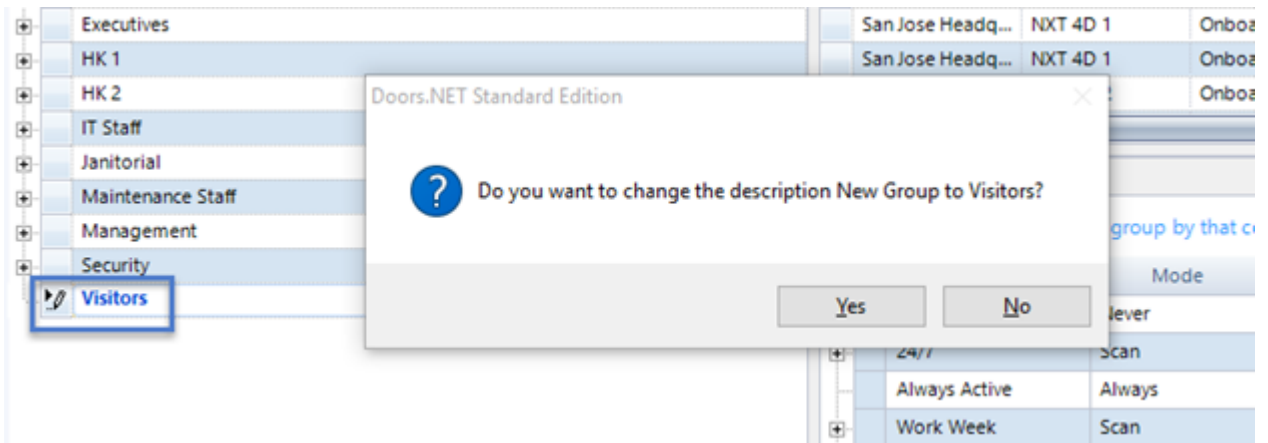 Executives
HK 1
HK 2
IT Staff
Janitorial
Maintenance Staff
Management
Security
Visitors
San Jose Headq... NXT 4D 1
San Jose Headq... NXT 4D 1
Doors.NET Standard Edition
Do you want to change the description New Group to Visitors?
Yes No
group by that
Mode
24/7 Scan
Always Active Always
Work Week Scan